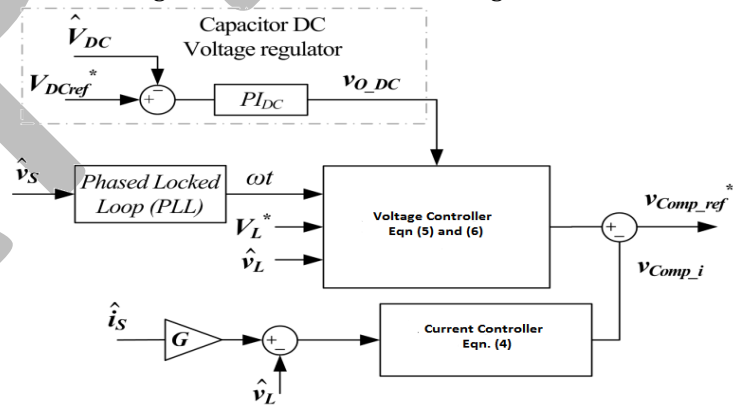 Capacitor DC
Voltage regulator
V̂DC
VDCref*
+
−
PIDC
vO_DC
v̂S
Phased Locked
Loop (PLL)
ωt
VL*
v̂L
Voltage Controller
Eqn (5) and (6)
+
−
vComp_ref*
vComp_i
îS
G
+
−
v̂L
Current Controller
Eqn. (4)